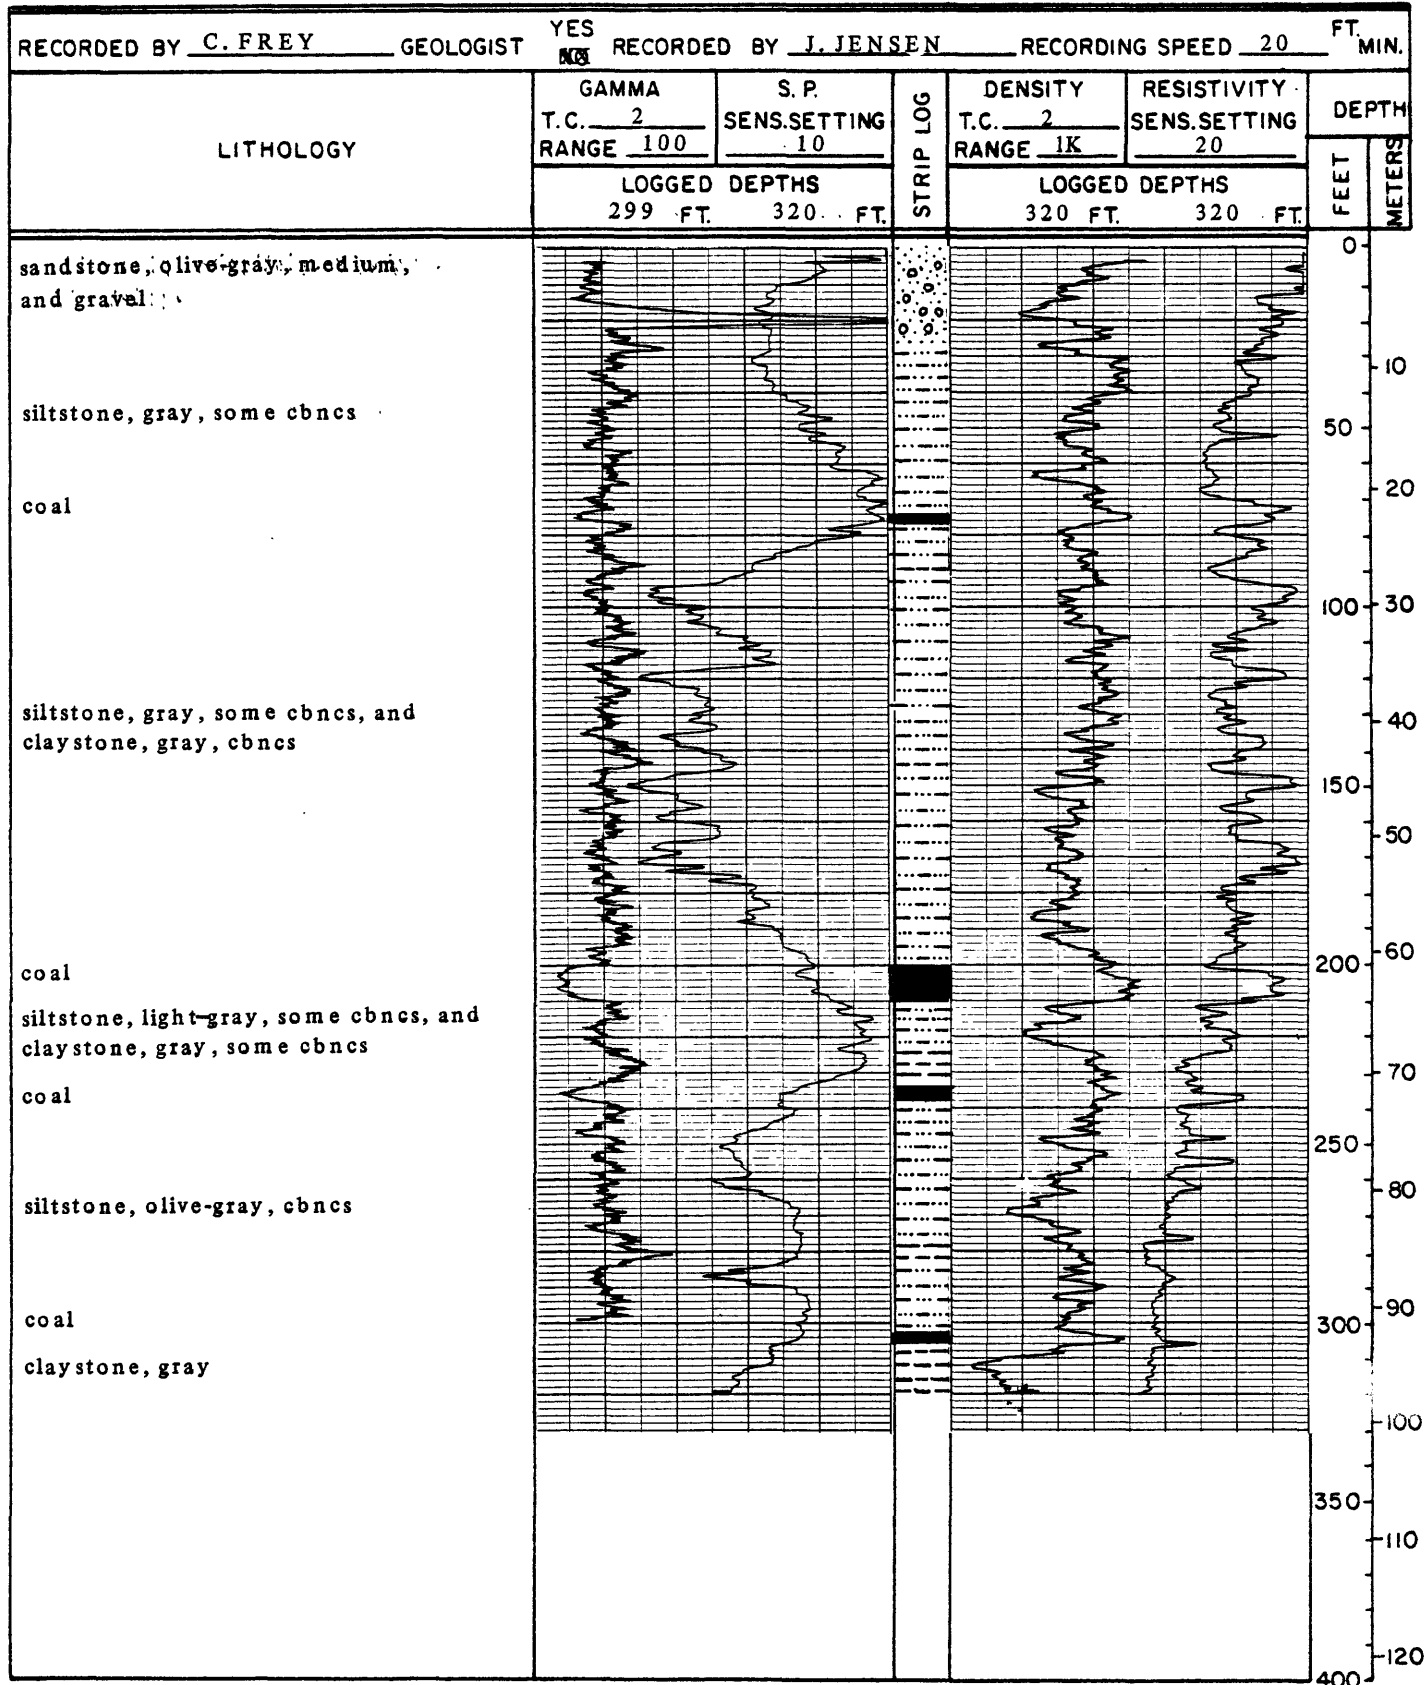 RECORDED BY C. FREY GEOLOGIST YES RECORDED BY J. JENSEN RECORDING SPEED 20 FT. MIN.
LITHOLOGY
GAMMA
T.C. 2
RANGE 100
S. P.
SENS.SETTING
10
LOGGED DEPTHS
299 FT. 320 FT.
STRIP LOG
DENSITY
T.C. 2
RANGE 1K
RESISTIVITY
SENS.SETTING
20
LOGGED DEPTHS
320 FT. 320 FT.
DEPTH
FEET
METERS
0
sandstone, olive-gray, medium,
and gravel
10
siltstone, gray, some cbncs
50
20
coal
100 30
siltstone, gray, some cbncs, and
40
claystone, gray, cbncs
150
50
60
200
coal
siltstone, light-gray, some cbncs, and
claystone, gray, some cbncs
70
coal
250
80
siltstone, olive-gray, cbncs
90
coal
300
claystone, gray
100
350
110
120
400